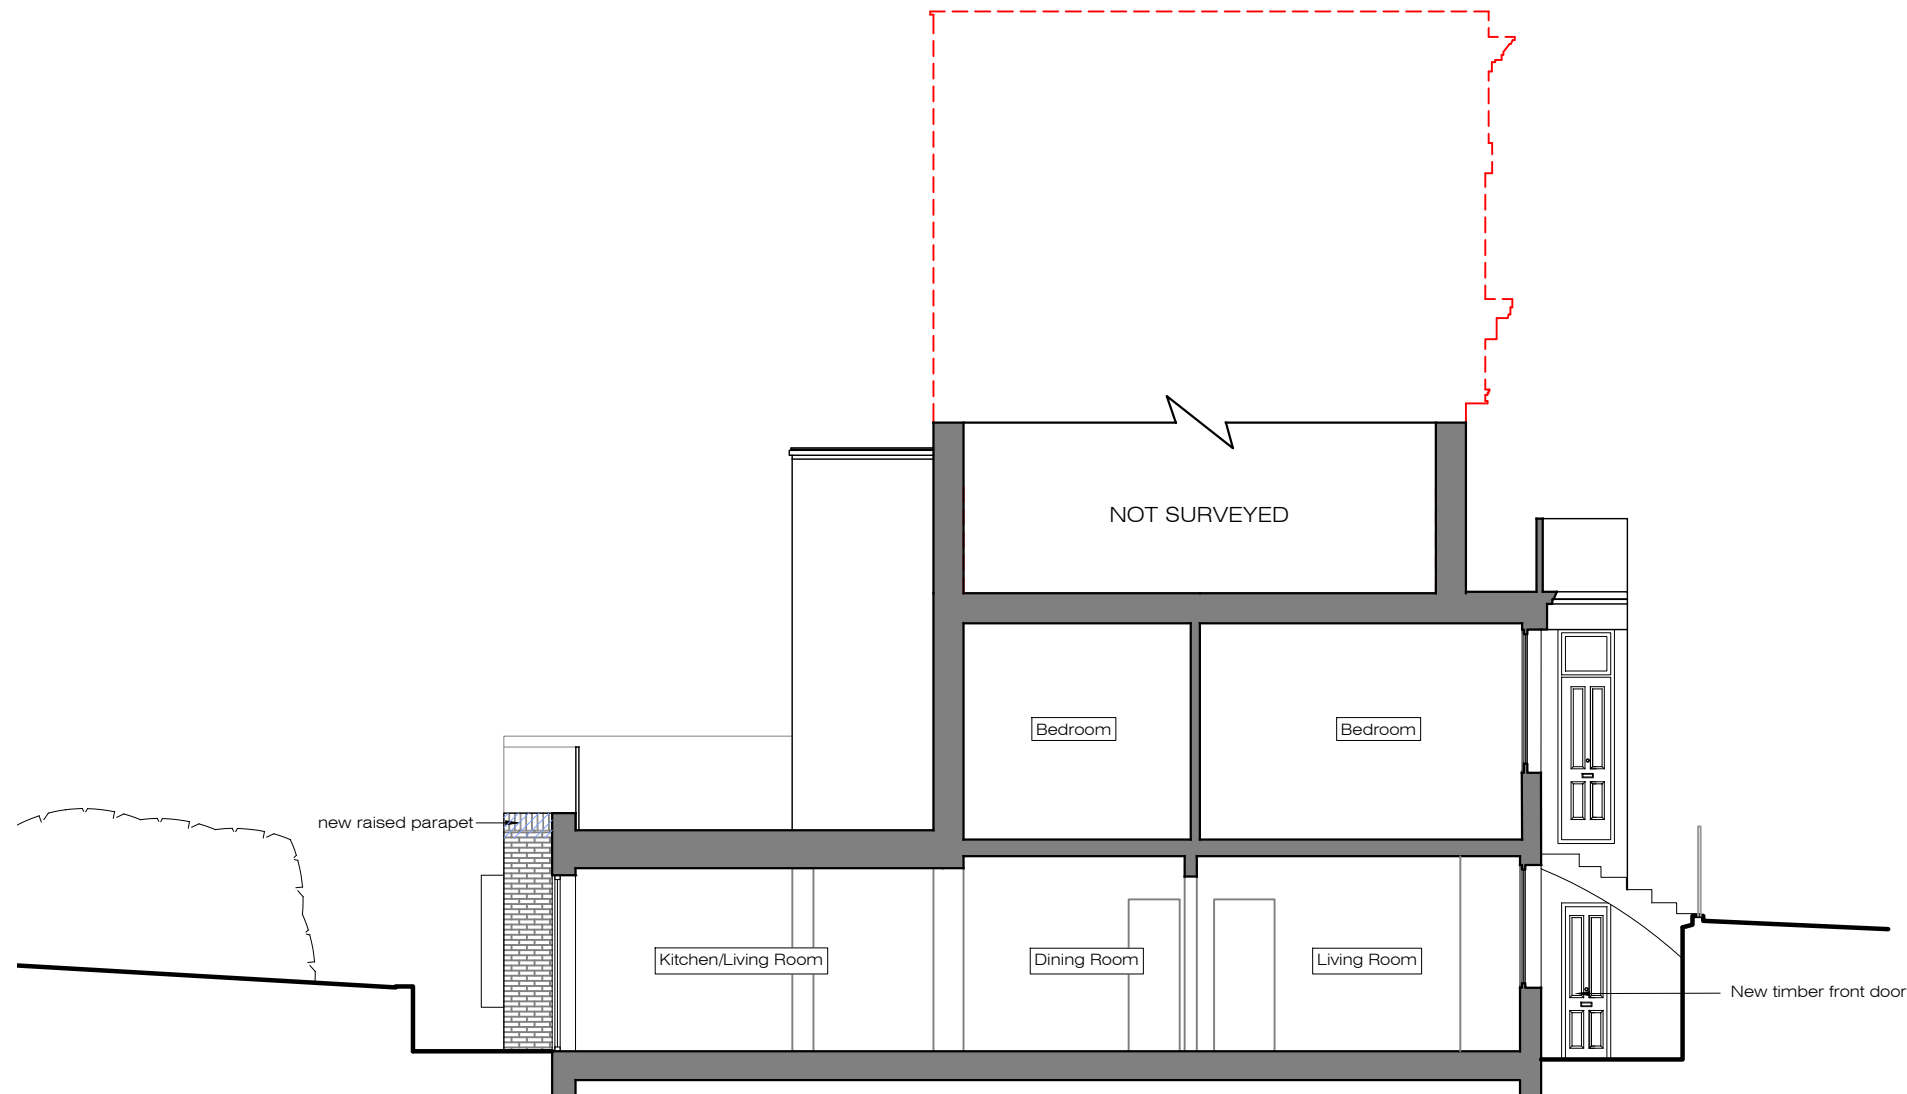 NOT SURVEYED
Bedroom
Bedroom
new raised parapet
Kitchen/Living Room
Dining Room
Living Room
New timber front door